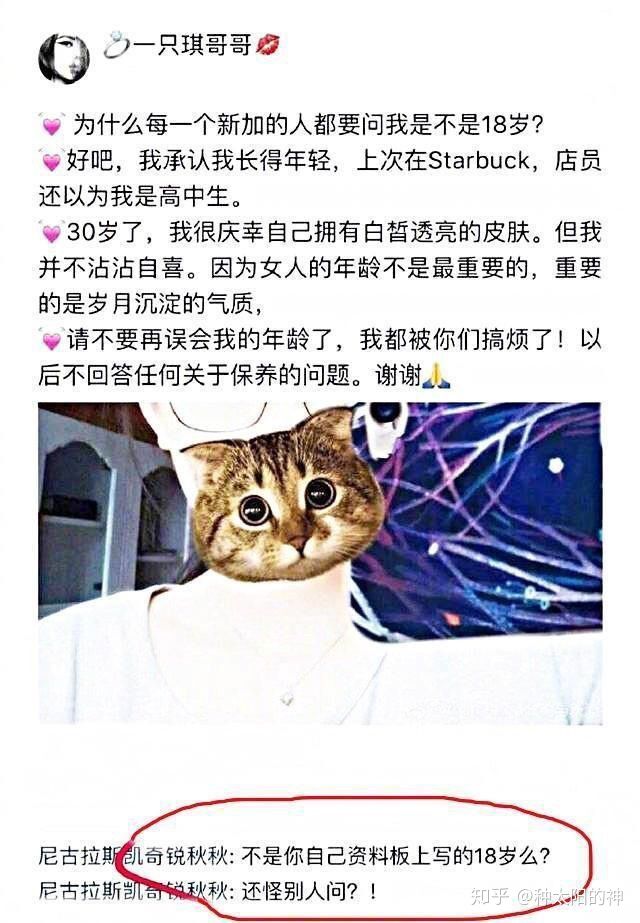 一只琪哥哥
为什么每一个新加的人都要问我是不是18岁?
好吧，我承认我长得年轻，上次在Starbuck，店员
还以为我是高中生。
30岁了，我很庆幸自己拥有白皙透亮的皮肤。但我
并不沾沾自喜。因为女人的年龄不是最重要的，重要
的是岁月沉淀的气质，
请不要再误会我的年龄了，我都被你们搞烦了！以
后不回答任何关于保养的问题。谢谢
尼古拉斯凯奇锐秋秋: 不是你自己资料板上写的18岁么?
尼古拉斯凯奇锐秋秋: 还怪别人问?！
知乎 @种太阳的神